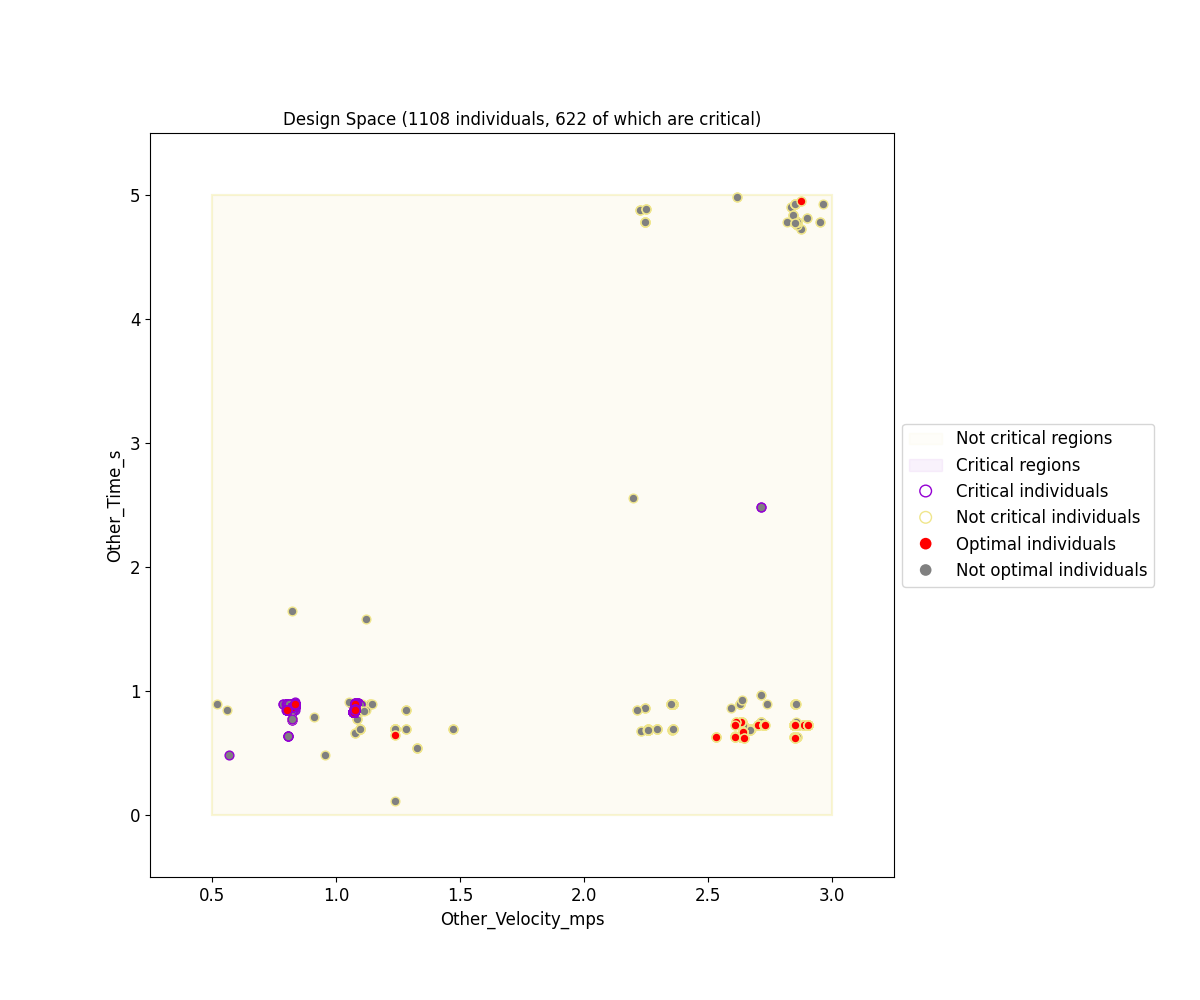 Design Space (1108 individuals, 622 of which are critical)
5
4
3
2
1
0
Other_Time_s
0.5 1.0 1.5 2.0 2.5 3.0
Other_Velocity_mps
Not critical regions
Critical regions
Critical individuals
Not critical individuals
Optimal individuals
Not optimal individuals